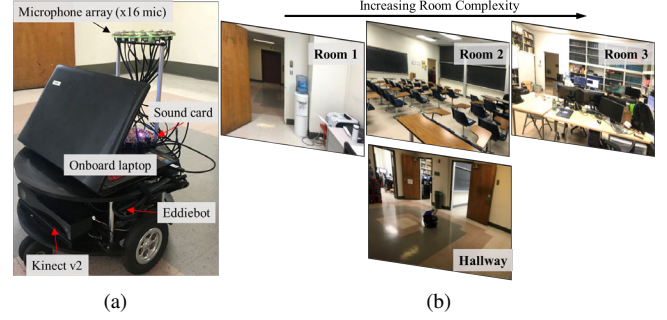 Microphone array (x16 mic)
Sound card
Onboard laptop
Eddiebot
Kinect v2
(a)
Increasing Room Complexity
Room 1
Room 2
Room 3
Hallway
(b)